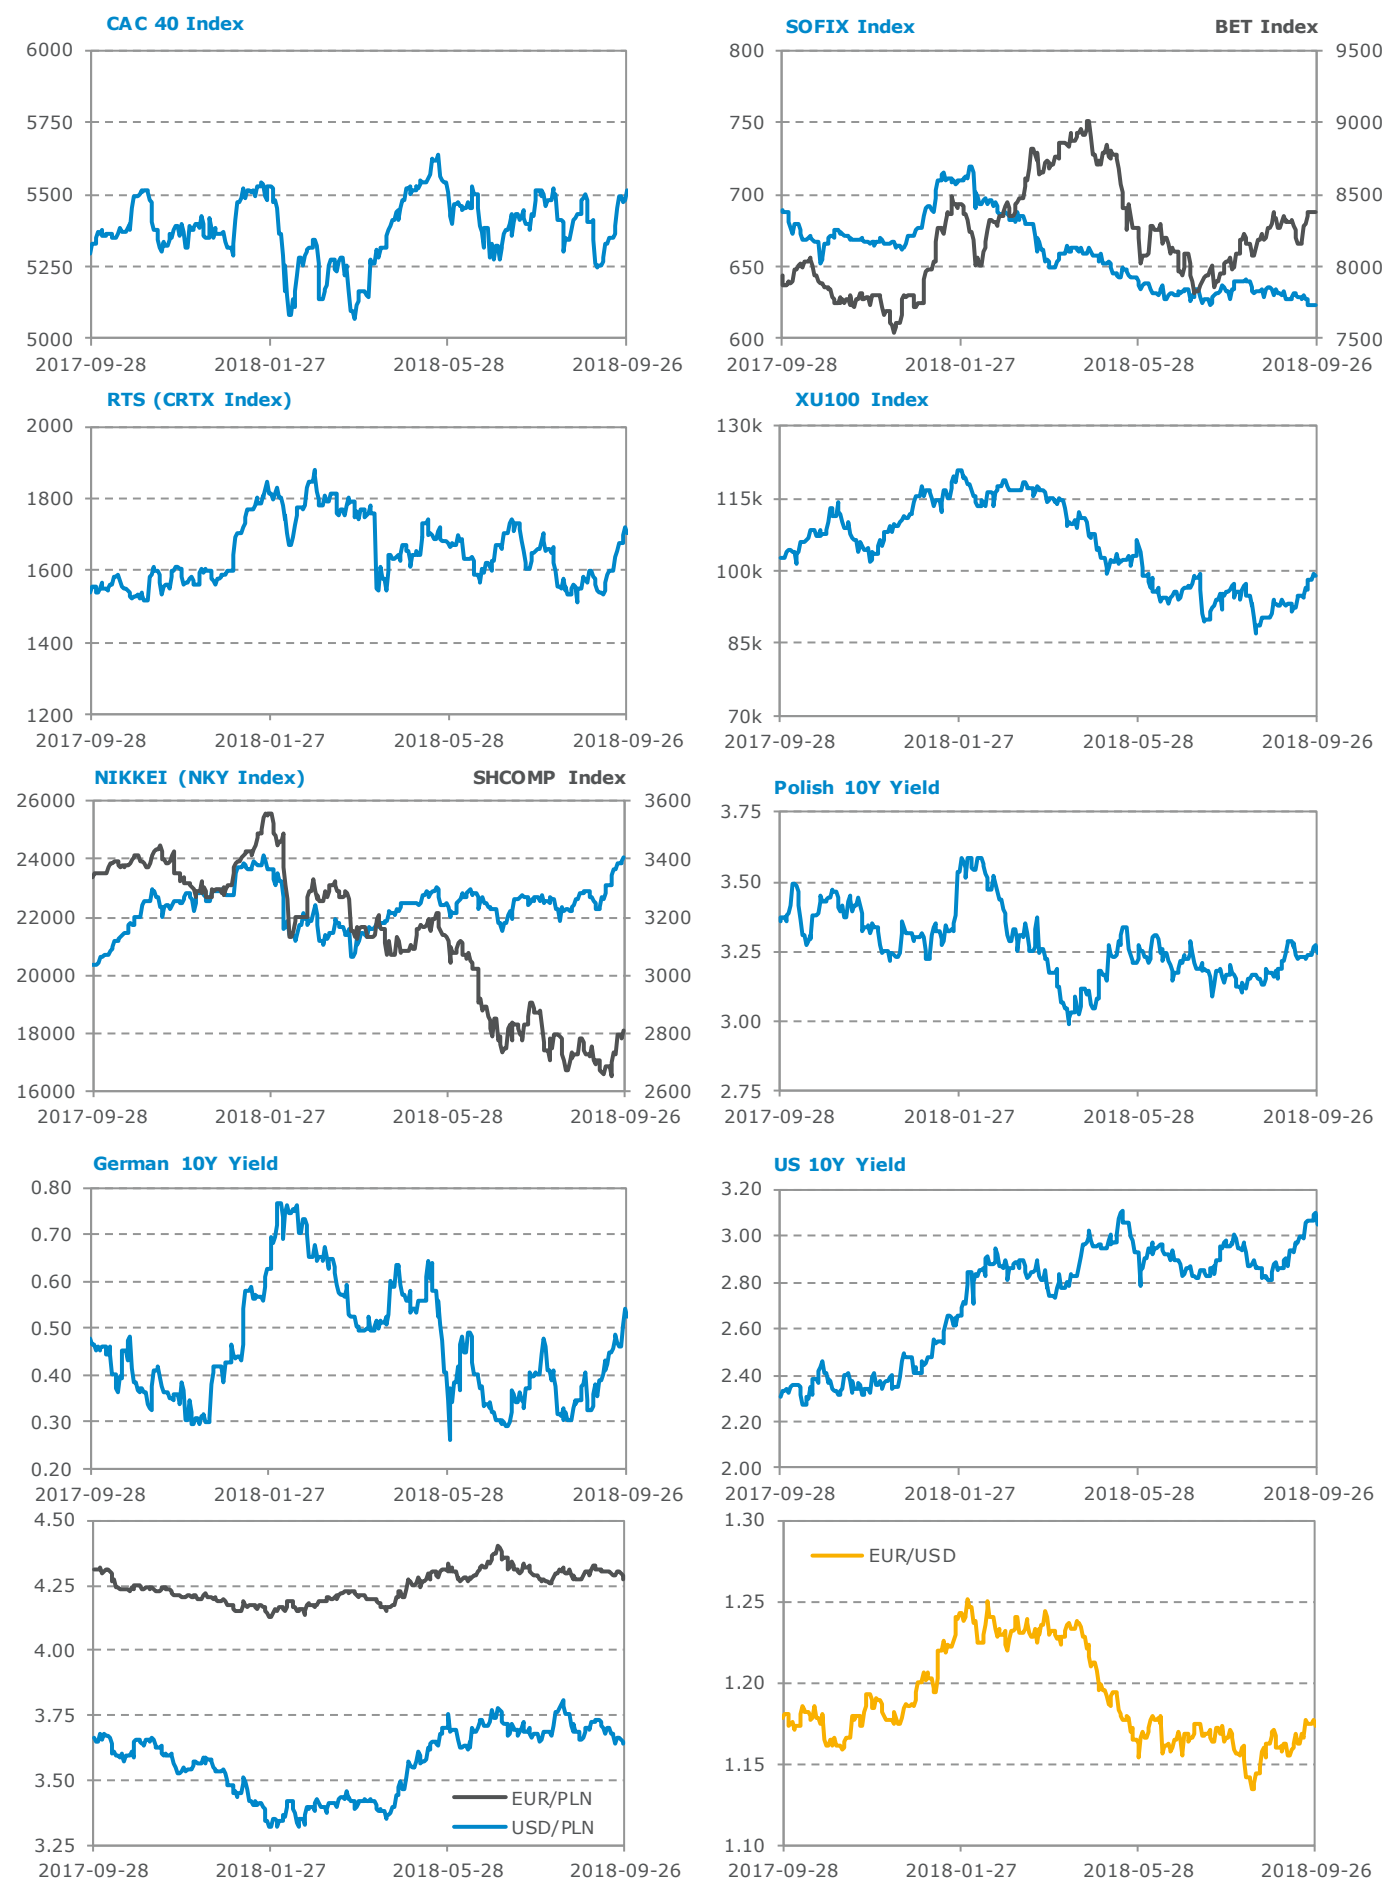 CAC 40 Index
6000
5750
5500
5250
5000
2017-09-28 2018-01-27 2018-05-28 2018-09-26
SOFIX Index BET Index
800 9500
750 9000
700 8500
650 8000
600 7500
2017-09-28 2018-01-27 2018-05-28 2018-09-26
RTS (CRTX Index)
2000
1800
1600
1400
1200
2017-09-28 2018-01-27 2018-05-28 2018-09-26
XU100 Index
130k
115k
100k
85k
70k
2017-09-28 2018-01-27 2018-05-28 2018-09-26
NIKKEI (NKY Index) SHCOMP Index
26000 3600
24000 3400
22000 3200
20000 3000
18000 2800
16000 2600
2017-09-28 2018-01-27 2018-05-28 2018-09-26
Polish 10Y Yield
3.75
3.50
3.25
3.00
2.75
2017-09-28 2018-01-27 2018-05-28 2018-09-26
German 10Y Yield
0.80
0.70
0.60
0.50
0.40
0.30
0.20
2017-09-28 2018-01-27 2018-05-28 2018-09-26
US 10Y Yield
3.20
3.00
2.80
2.60
2.40
2.20
2.00
2017-09-28 2018-01-27 2018-05-28 2018-09-26
4.50
4.25
4.00
3.75
3.50
EUR/PLN
USD/PLN
3.25
2017-09-28 2018-01-27 2018-05-28 2018-09-26
1.30
EUR/USD
1.25
1.20
1.15
1.10
2017-09-28 2018-01-27 2018-05-28 2018-09-26